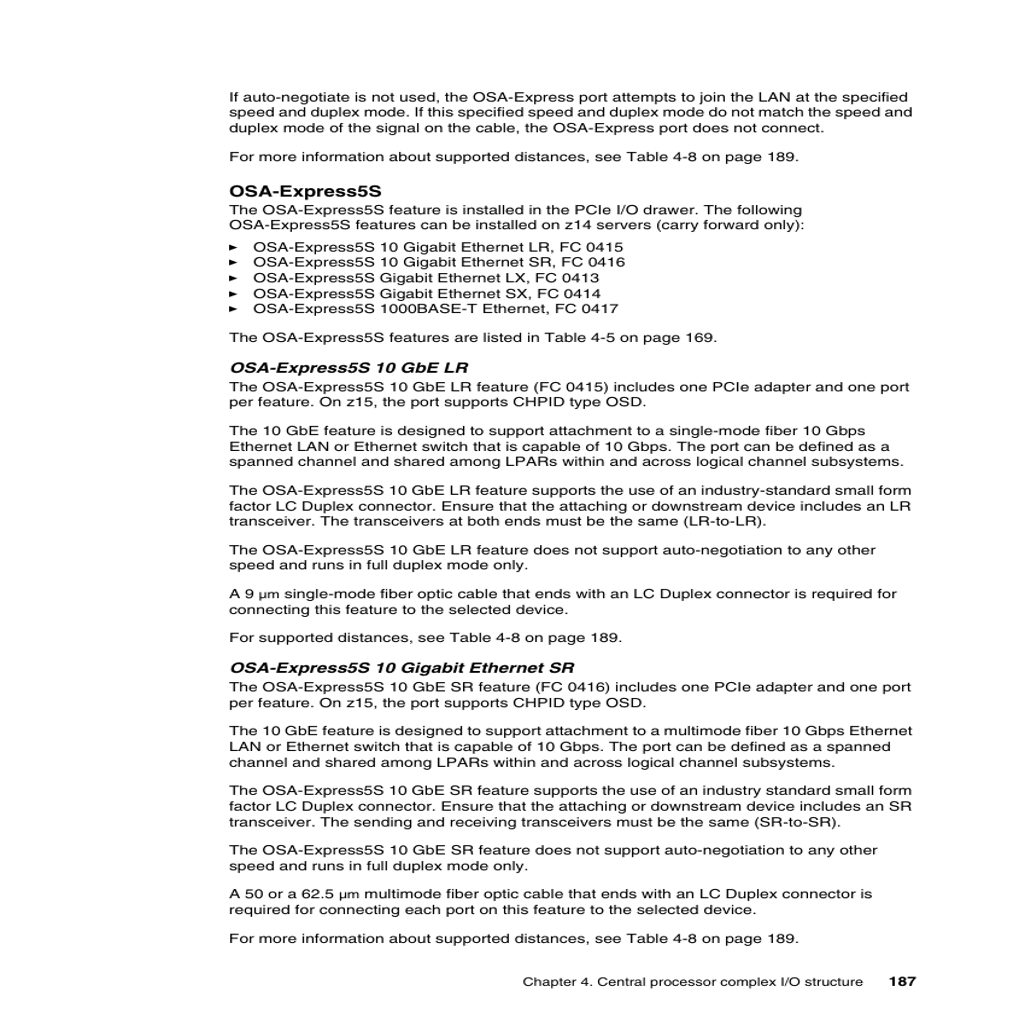 If auto-negotiate is not used, the OSA-Express port attempts to join the LAN at the specified
speed and duplex mode. If this specified speed and duplex mode do not match the speed and
duplex mode of the signal on the cable, the OSA-Express port does not connect.
For more information about supported distances, see Table 4-8 on page 189.
OSA-Express5S
The OSA-Express5S feature is installed in the PCIe I/O drawer. The following
OSA-Express5S features can be installed on z14 servers (carry forward only):
► OSA-Express5S 10 Gigabit Ethernet LR, FC 0415
► OSA-Express5S 10 Gigabit Ethernet SR, FC 0416
► OSA-Express5S Gigabit Ethernet LX, FC 0413
► OSA-Express5S Gigabit Ethernet SX, FC 0414
► OSA-Express5S 1000BASE-T Ethernet, FC 0417
The OSA-Express5S features are listed in Table 4-5 on page 169.
OSA-Express5S 10 GbE LR
The OSA-Express5S 10 GbE LR feature (FC 0415) includes one PCIe adapter and one port
per feature. On z15, the port supports CHPID type OSD.
The 10 GbE feature is designed to support attachment to a single-mode fiber 10 Gbps
Ethernet LAN or Ethernet switch that is capable of 10 Gbps. The port can be defined as a
spanned channel and shared among LPARs within and across logical channel subsystems.
The OSA-Express5S 10 GbE LR feature supports the use of an industry-standard small form
factor LC Duplex connector. Ensure that the attaching or downstream device includes an LR
transceiver. The transceivers at both ends must be the same (LR-to-LR).
The OSA-Express5S 10 GbE LR feature does not support auto-negotiation to any other
speed and runs in full duplex mode only.
A 9 µm single-mode fiber optic cable that ends with an LC Duplex connector is required for
connecting this feature to the selected device.
For supported distances, see Table 4-8 on page 189.
OSA-Express5S 10 Gigabit Ethernet SR
The OSA-Express5S 10 GbE SR feature (FC 0416) includes one PCIe adapter and one port
per feature. On z15, the port supports CHPID type OSD.
The 10 GbE feature is designed to support attachment to a multimode fiber 10 Gbps Ethernet
LAN or Ethernet switch that is capable of 10 Gbps. The port can be defined as a spanned
channel and shared among LPARs within and across logical channel subsystems.
The OSA-Express5S 10 GbE SR feature supports the use of an industry standard small form
factor LC Duplex connector. Ensure that the attaching or downstream device includes an SR
transceiver. The sending and receiving transceivers must be the same (SR-to-SR).
The OSA-Express5S 10 GbE SR feature does not support auto-negotiation to any other
speed and runs in full duplex mode only.
A 50 or a 62.5 µm multimode fiber optic cable that ends with an LC Duplex connector is
required for connecting each port on this feature to the selected device.
For more information about supported distances, see Table 4-8 on page 189.
Chapter 4. Central processor complex I/O structure 187